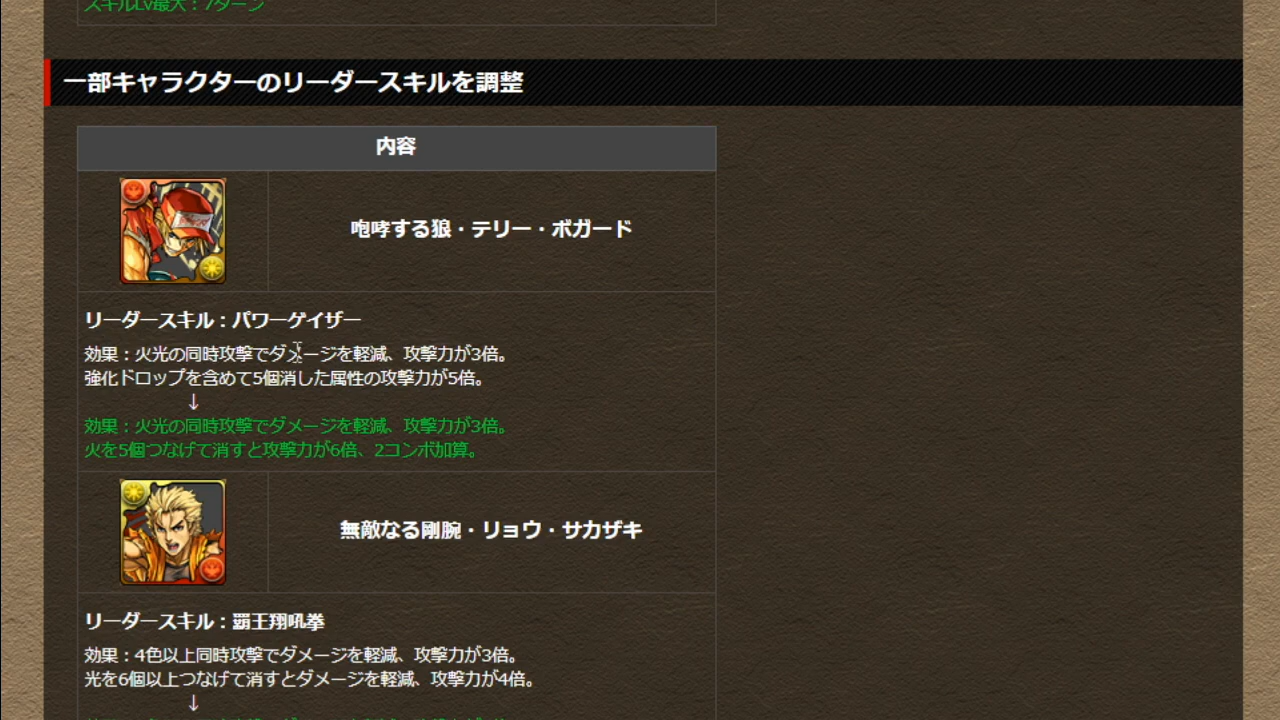 スキルLv最大：7ターン
一部キャラクターのリーダースキルを調整
内容
咆哮する狼・テリー・ボガード
リーダースキル：パワーゲイザー
効果：火光の同時攻撃でダメージを軽減、攻撃力が3倍。
強化ドロップを含めて5個消した属性の攻撃力が5倍。
↓
効果：火光の同時攻撃でダメージを軽減、攻撃力が3倍。
火を5個つなげて消すと攻撃力が6倍、2コンボ加算。
無敵なる剛腕・リョウ・サカザキ
リーダースキル：覇王翔吼拳
効果：4色以上同時攻撃でダメージを軽減、攻撃力が3倍。
光を6個以上つなげて消すとダメージを軽減、攻撃力が4倍。
↓